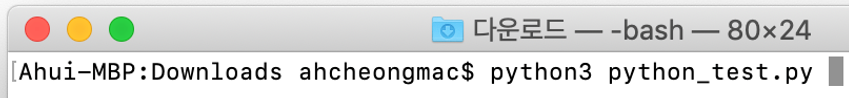 다운로드 — -bash — 80×24
[Ahui-MBP:Downloads ahcheongmac$ python3 python_test.py